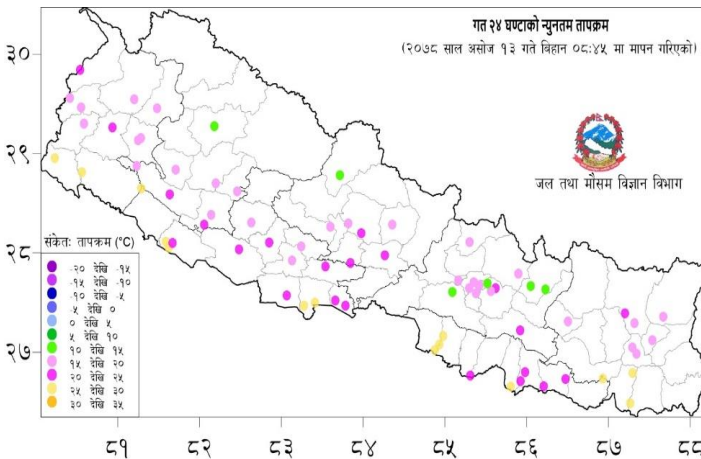 गत २४ घण्टाको न्युनतम तापक्रम
(२०७८ साल असोज १३ गते बिहान ०८:४५ मा मापन गरिएको)
जल तथा मौसम विज्ञान विभाग
३०
२९
२८
२७
संकेतः तापक्रम (°C)
-२० देखि -१५
-१५ देखि -१०
-१० देखि -५
-५ देखि ०
० देखि ५
५ देखि १०
१० देखि १५
१५ देखि २०
२० देखि २५
२५ देखि ३०
३० देखि ३५
८१ ८२ ८३ ८४ ८५ ८६ ८७ ८८